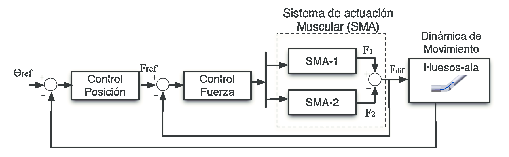 Sistema de actuación
Muscular (SMA)
Dinámica de
Movimiento
θref
Control
Posición
Fref
Control
Fuerza
SMA-1
SMA-2
F1
F2
Fdif
Huesos-ala